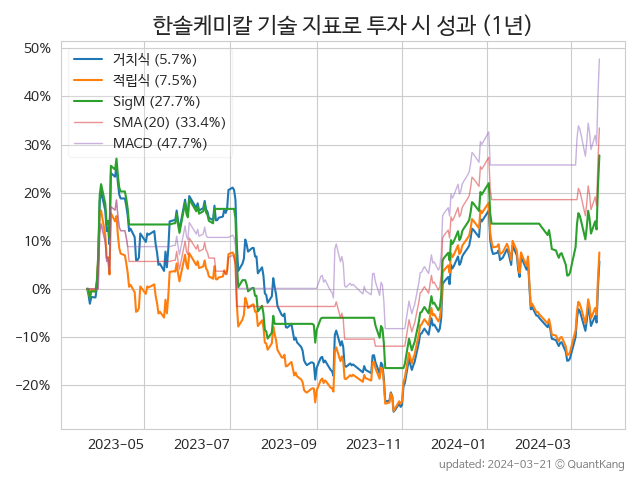 한솔케미칼 기술 지표로 투자 시 성과 (1년)
50%
40%
30%
20%
10%
0%
−10%
−20%
거치식 (5.7%)
적립식 (7.5%)
SigM (27.7%)
SMA(20) (33.4%)
MACD (47.7%)
2023-05
2023-07
2023-09
2023-11
2024-01
2024-03
updated: 2024-03-21 © QuantKang